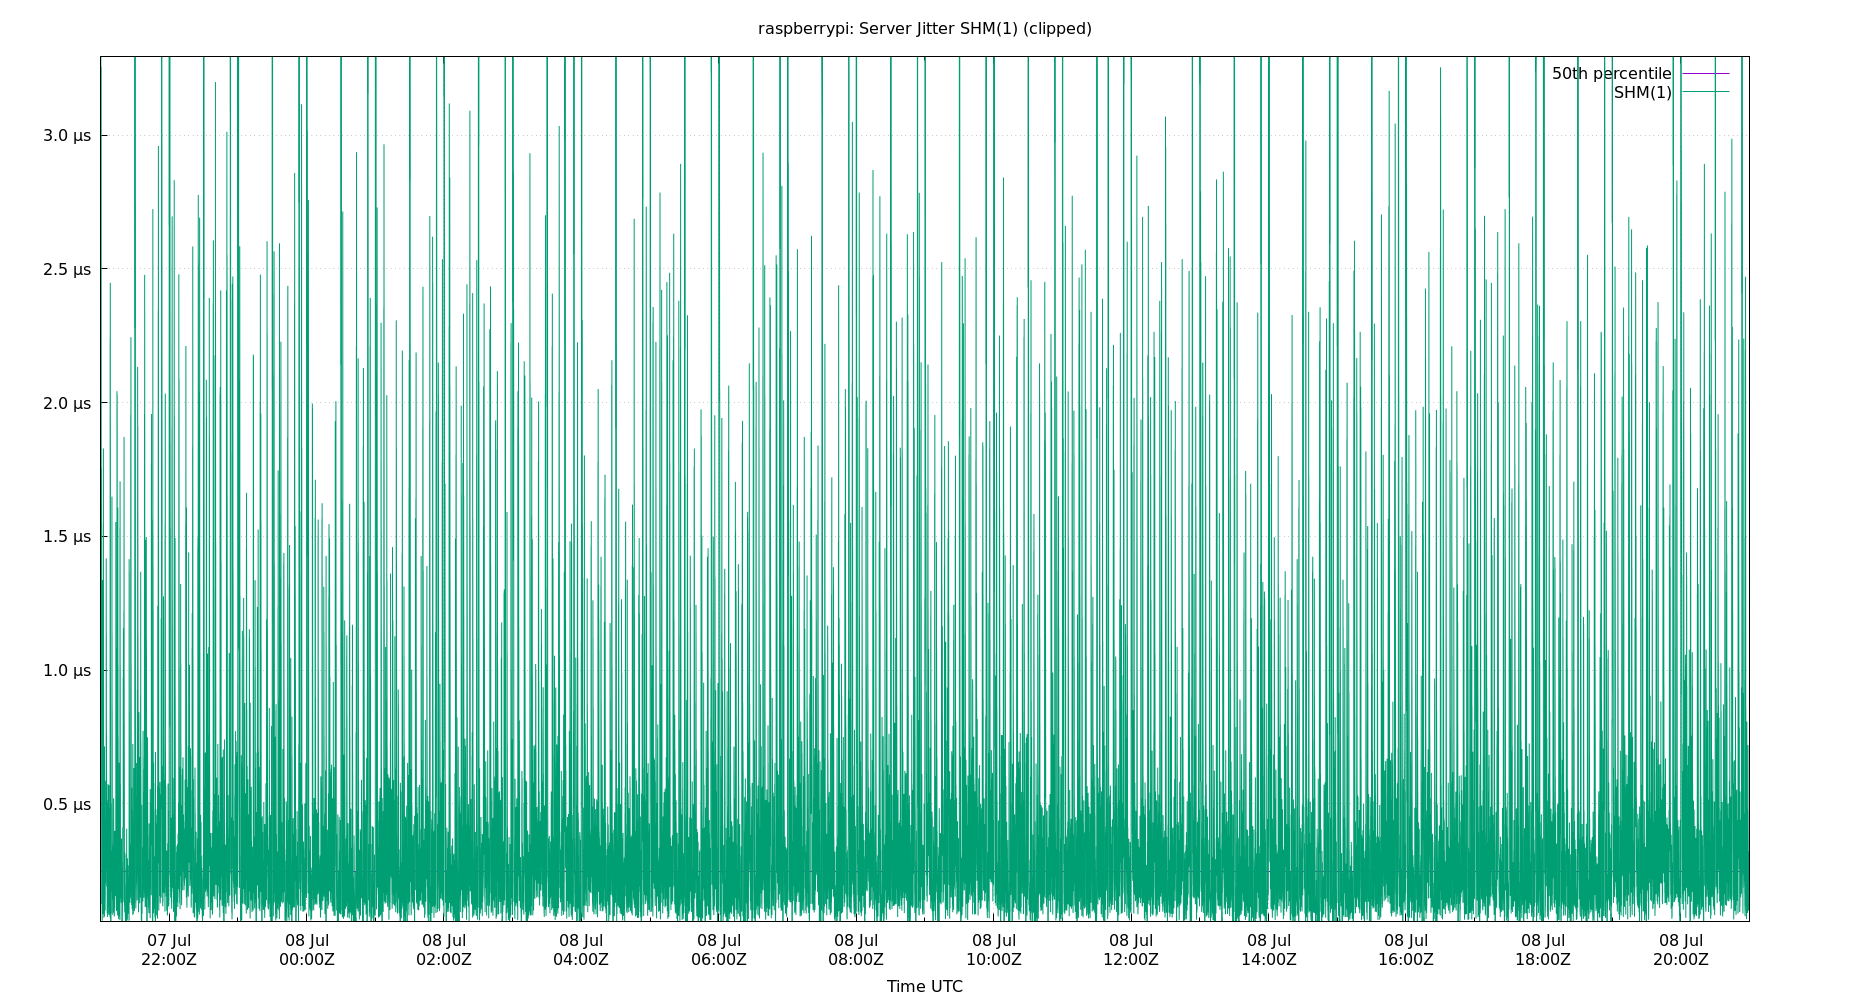 raspberrypi: Server Jitter SHM(1) (clipped)
50th percentile
SHM(1)
3.0 µs
2.5 µs
2.0 µs
1.5 µs
1.0 µs
0.5 µs
07 Jul 08 Jul 08 Jul 08 Jul 08 Jul 08 Jul 08 Jul 08 Jul 08 Jul 08 Jul 08 Jul 08 Jul
22:00Z 00:00Z 02:00Z 04:00Z 06:00Z 08:00Z 10:00Z 12:00Z 14:00Z 16:00Z 18:00Z 20:00Z
Time UTC